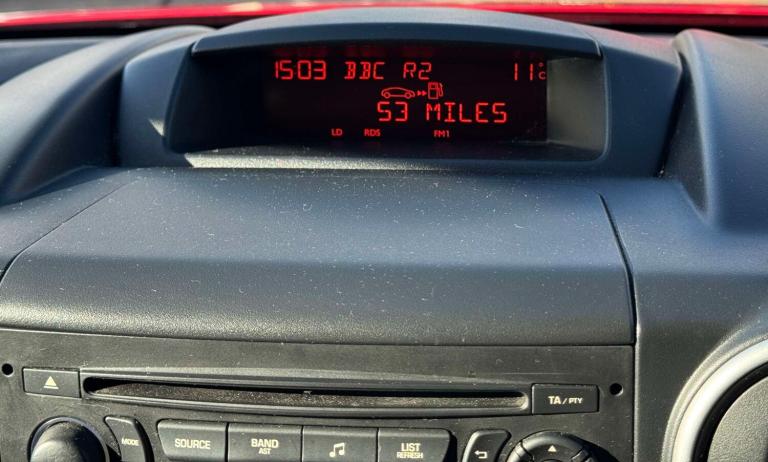 1503 BBC R2 11°C
53 MILES
LD RDS FM1
TA / PTY
MODE SOURCE BAND AST LIST REFRESH